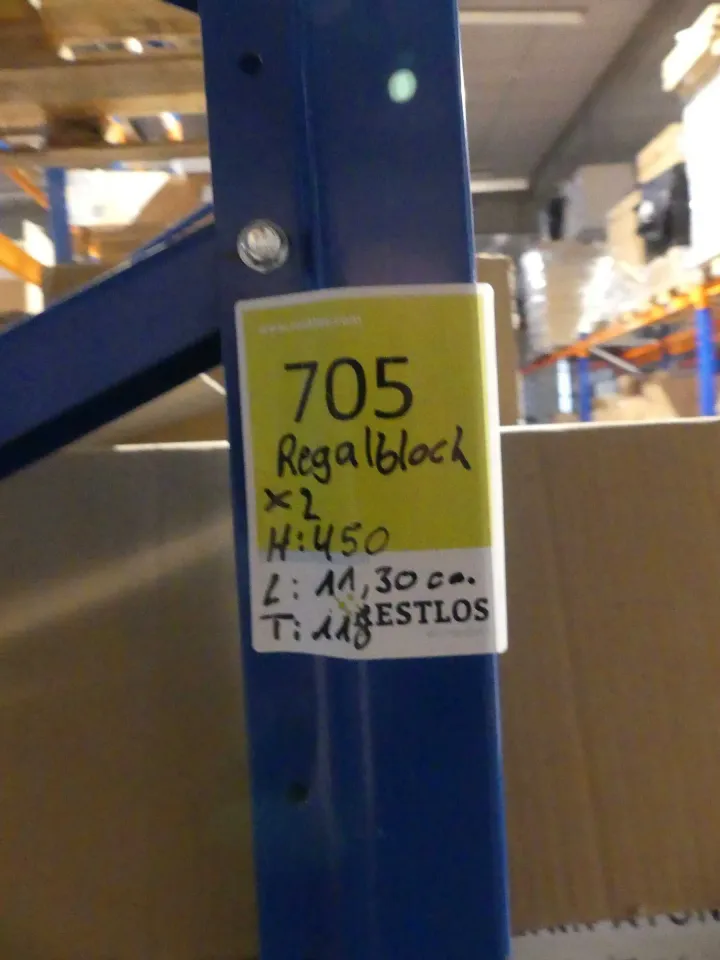 705
Regalblock
x2
H:450
L: 11,30 ca.
RESTLOS
T: 118